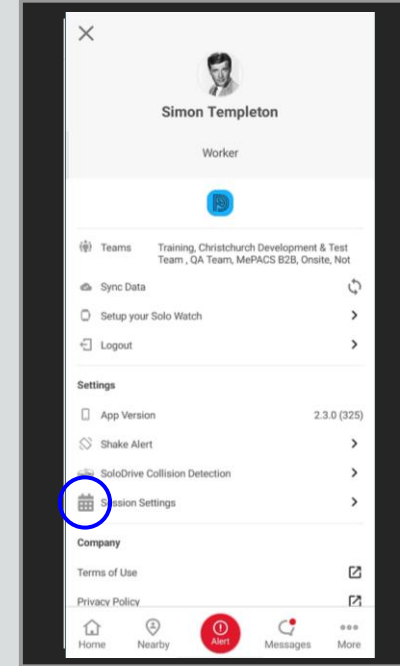 Simon Templeton
Worker
Teams Training, Christchurch Development & Test
Team , QA Team, MePACS B2B, Onsite, Not
Sync Data
Setup your Solo Watch
Logout
Settings
App Version 2.3.0 (325)
Shake Alert
SoloDrive Collision Detection
Session Settings
Company
Terms of Use
Privacy Policy
Home Nearby Alert Messages More